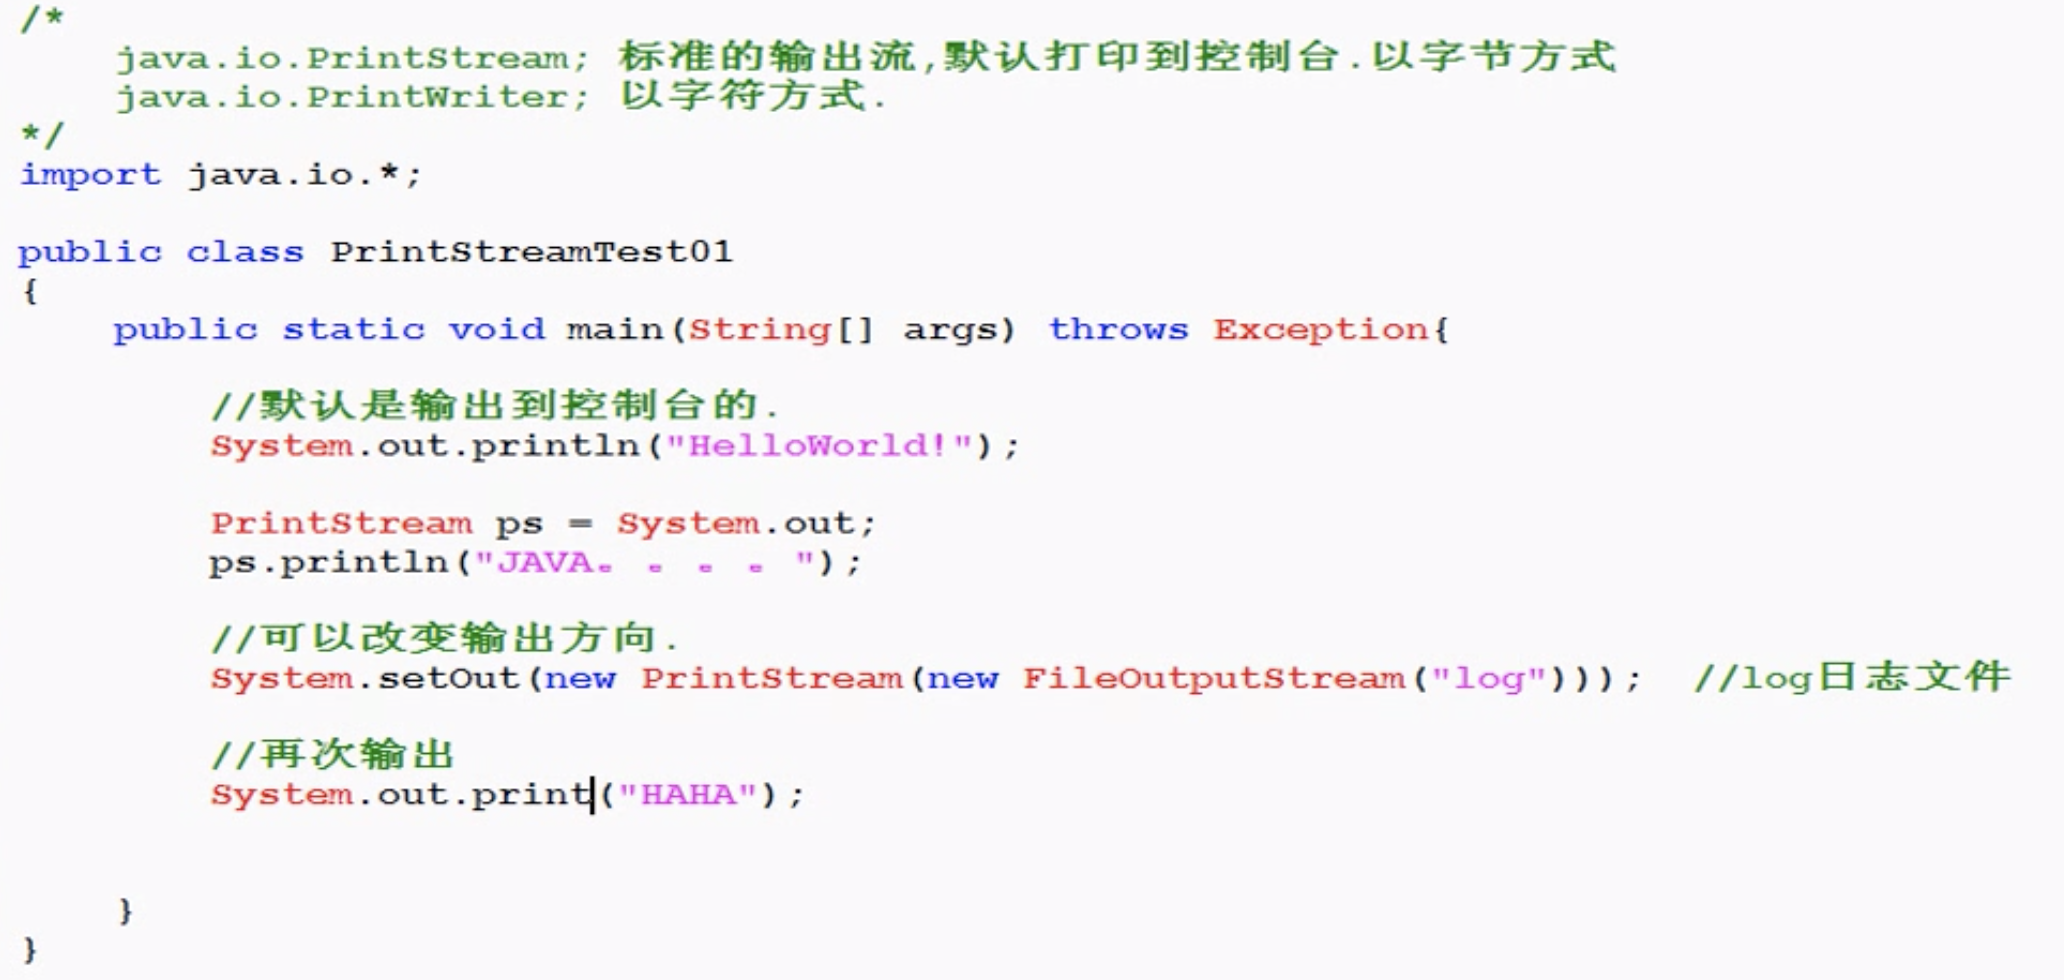 /*
java.io.PrintStream; 标准的输出流,默认打印到控制台.以字节方式
java.io.PrintWriter; 以字符方式.
*/
import java.io.*;
public class PrintStreamTest01
{
public static void main(String[] args) throws Exception{
//默认是输出到控制台的.
System.out.println("HelloWorld!");
PrintStream ps = System.out;
ps.println("JAVA。。。。");
//可以改变输出方向.
System.setOut(new PrintStream(new FileOutputStream("log"))); //log日志文件
//再次输出
System.out.print("HAHA");
}
}